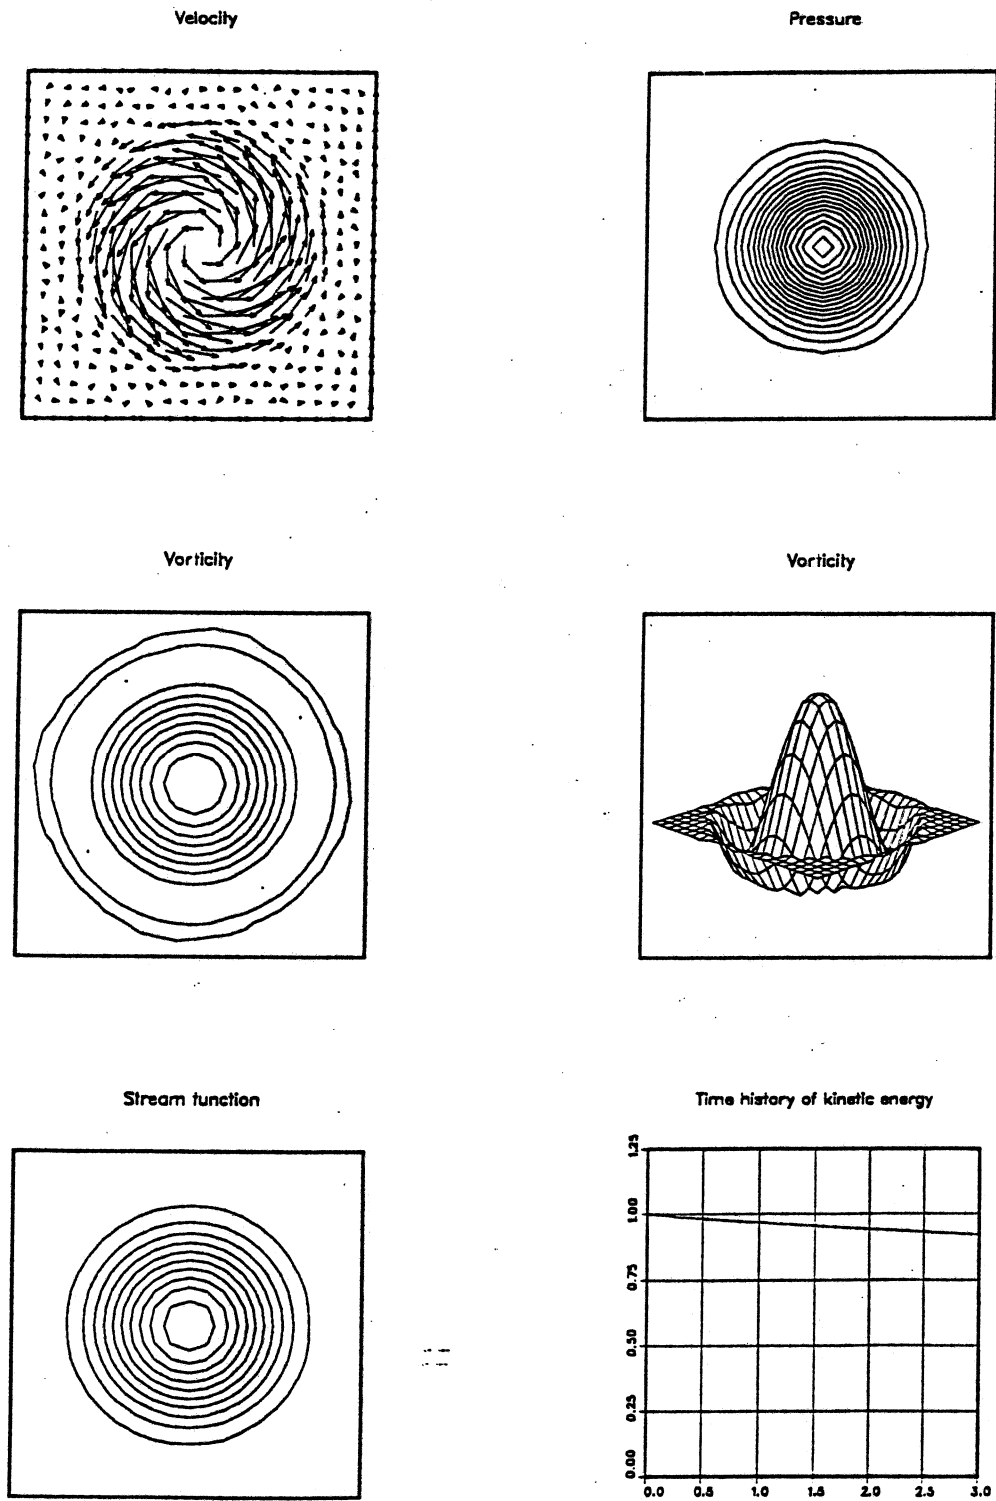 Velocity
Pressure
Vorticity
Vorticity
Stream tunction
Time history of kinetic energy
1.25
1.00
0.75
0.50
0.25
0.00
0.0 0.5 1.0 1.5 2.0 2.5 3.0